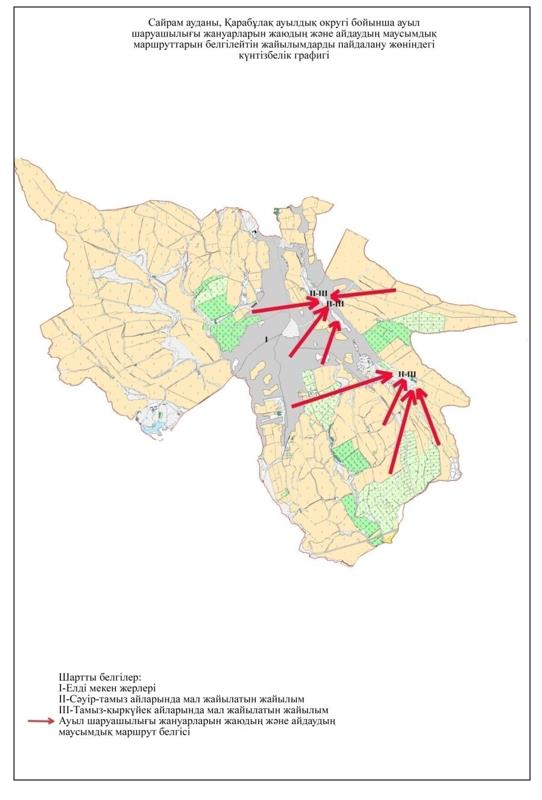 Сайрам ауданы, Қарабұлақ ауылдық округі бойынша ауыл
шаруашылығы жануарларын жаюдың және айдаудың маусымдық
маршруттарын белгілейтін жайылымдарды пайдалану жөніндегі
күнтізбелік графигі
II-III
II-III
I
II-III
Шартты белгілер:
I-Елді мекен жерлері
II-Сәуір-тамыз айларында мал жайылатын жайылым
III-Тамыз-қыркүйек айларында мал жайылатын жайылым
Ауыл шаруашылығы жануарларын жаюдың және айдаудың
маусымдық маршрут белгісі